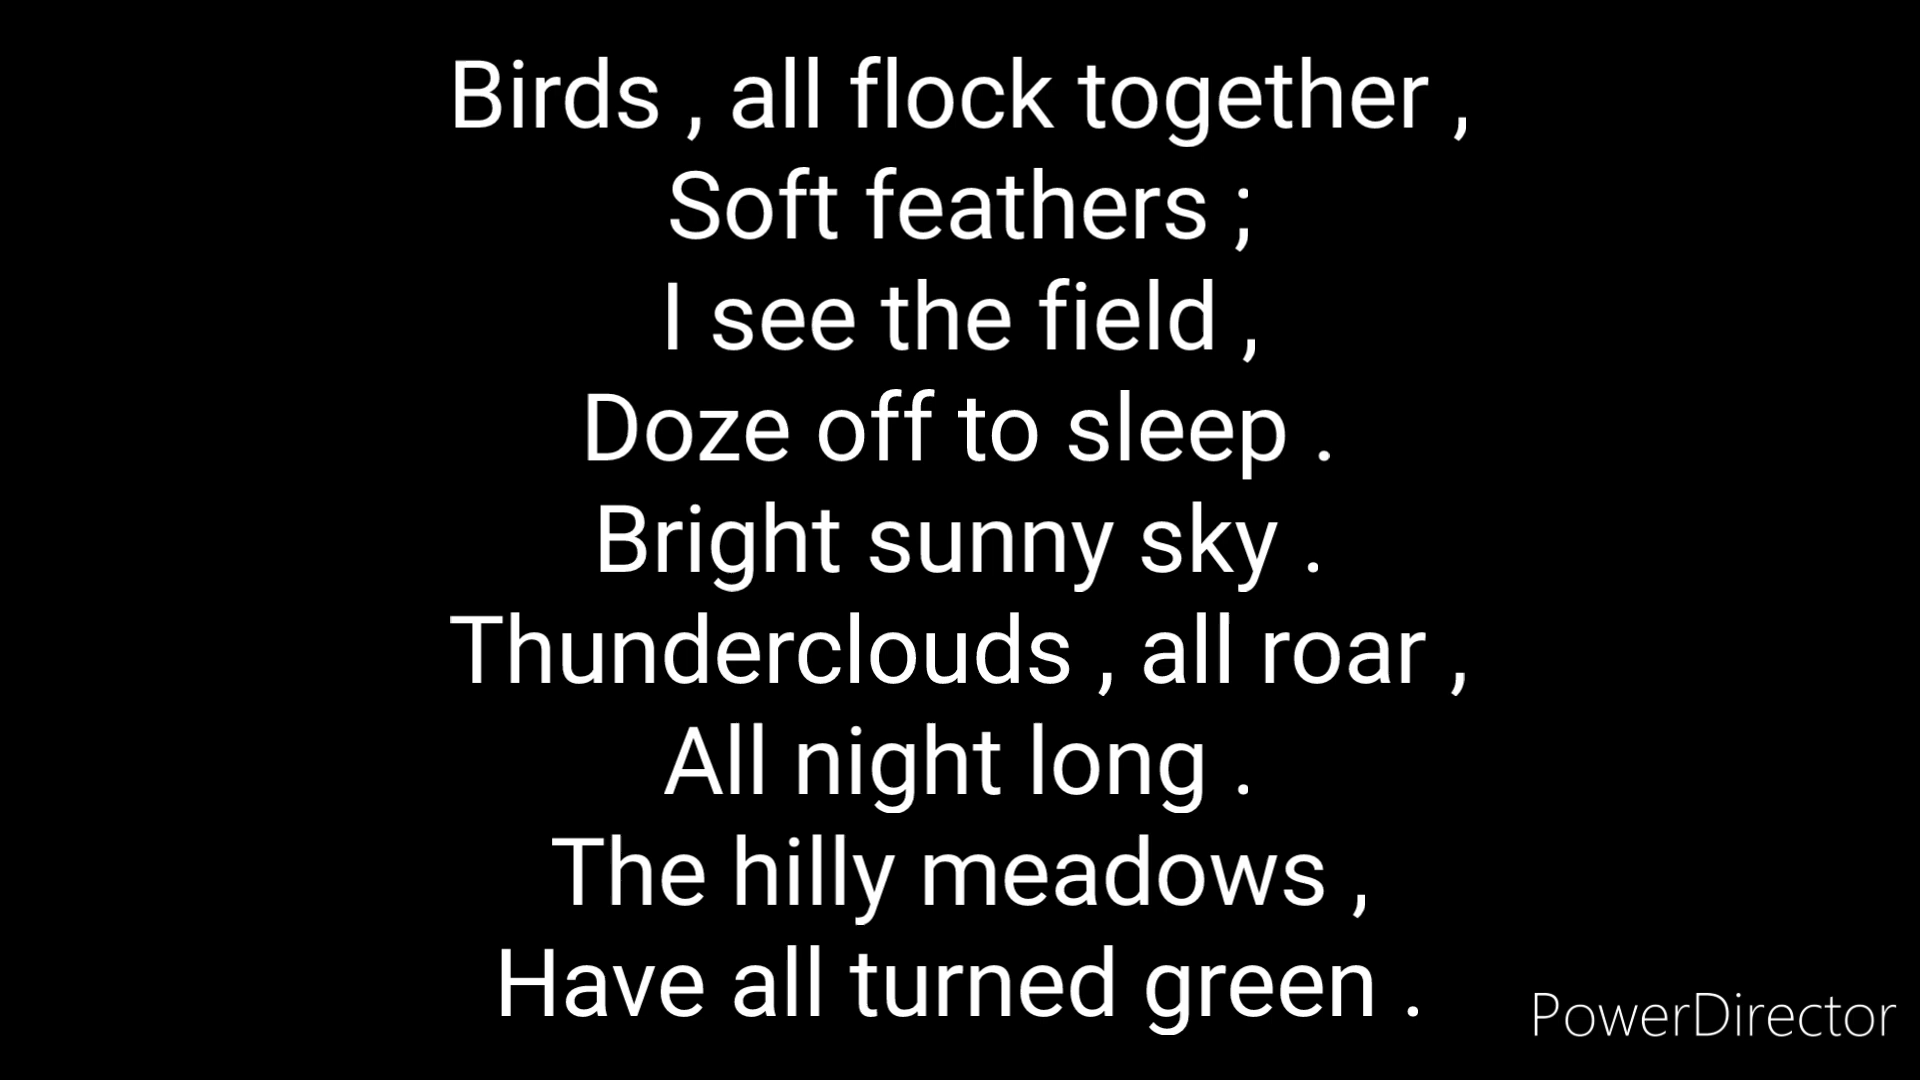 Birds , all flock together ,
Soft feathers ;
I see the field ,
Doze off to sleep .
Bright sunny sky .
Thunderclouds , all roar ,
All night long .
The hilly meadows ,
Have all turned green .
PowerDirector